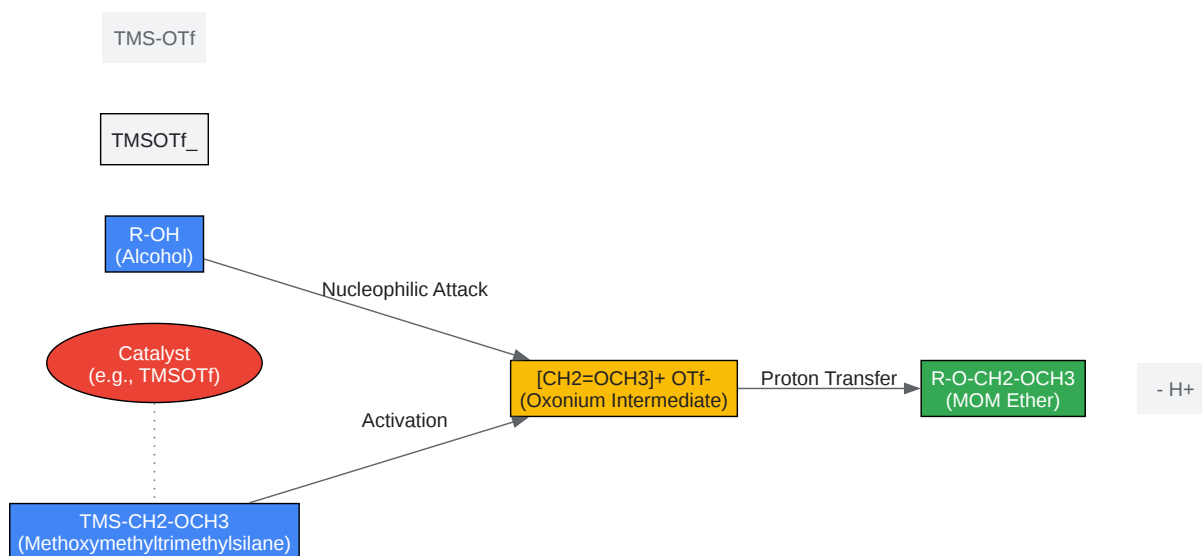 TMS-OTf
TMSOTf_
R-OH
(Alcohol)
Nucleophilic Attack
Catalyst
(e.g., TMSOTf)
[CH2=OCH3]+ OTf-
(Oxonium Intermediate)
Proton Transfer
R-O-CH2-OCH3
(MOM Ether)
- H+
Activation
TMS-CH2-OCH3
(Methoxymethyltrimethylsilane)